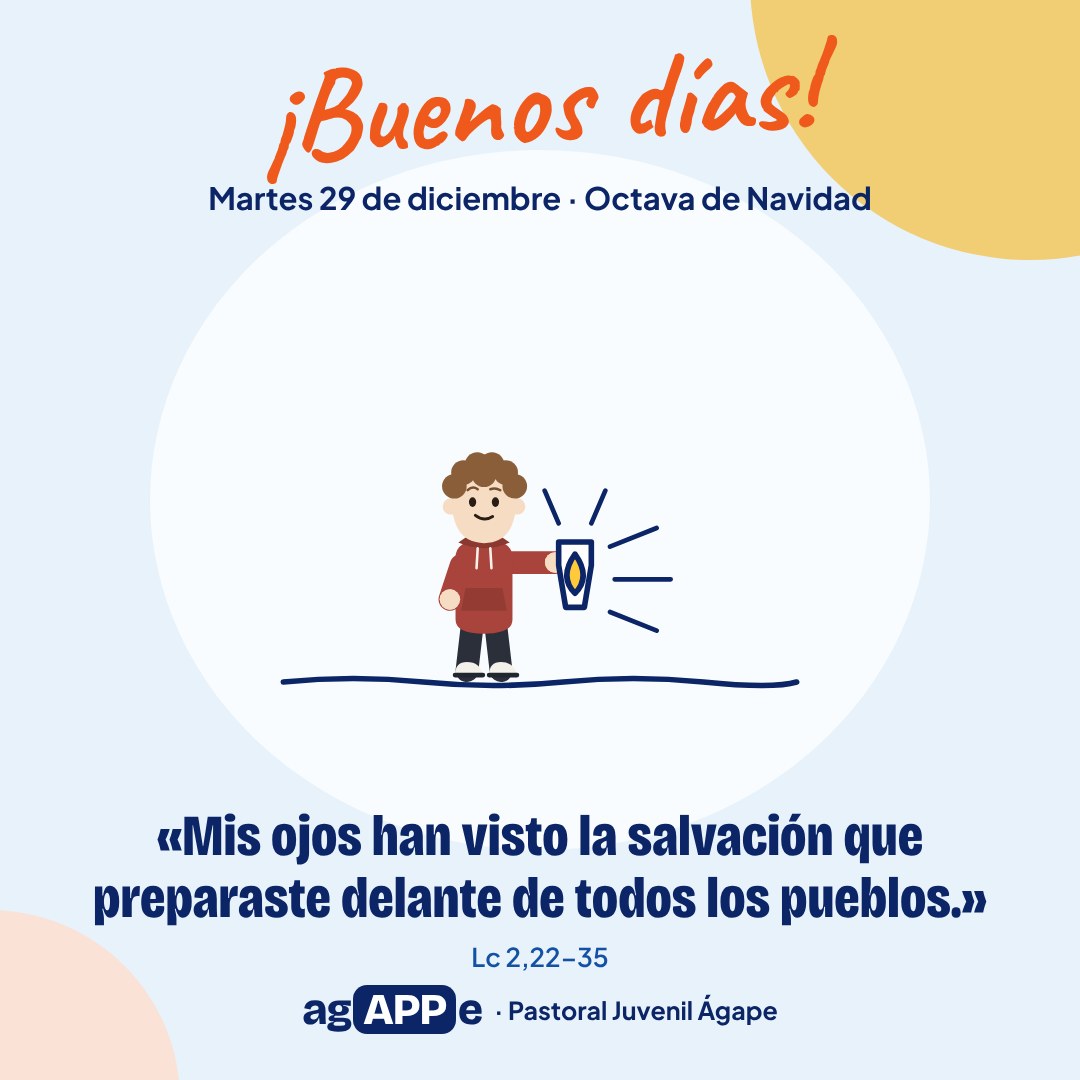 ¡Buenos días!
Martes 29 de diciembre · Octava de Navidad
«Mis ojos han visto la salvación que
preparaste delante de todos los pueblos.»
Lc 2,22–35
agAPPe · Pastoral Juvenil Ágape